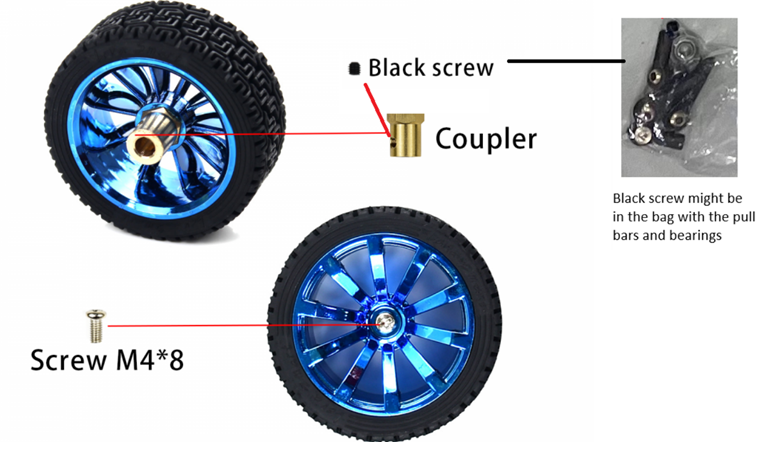 Black screw
Coupler
Black screw might be
in the bag with the pull
bars and bearings
Screw M4*8